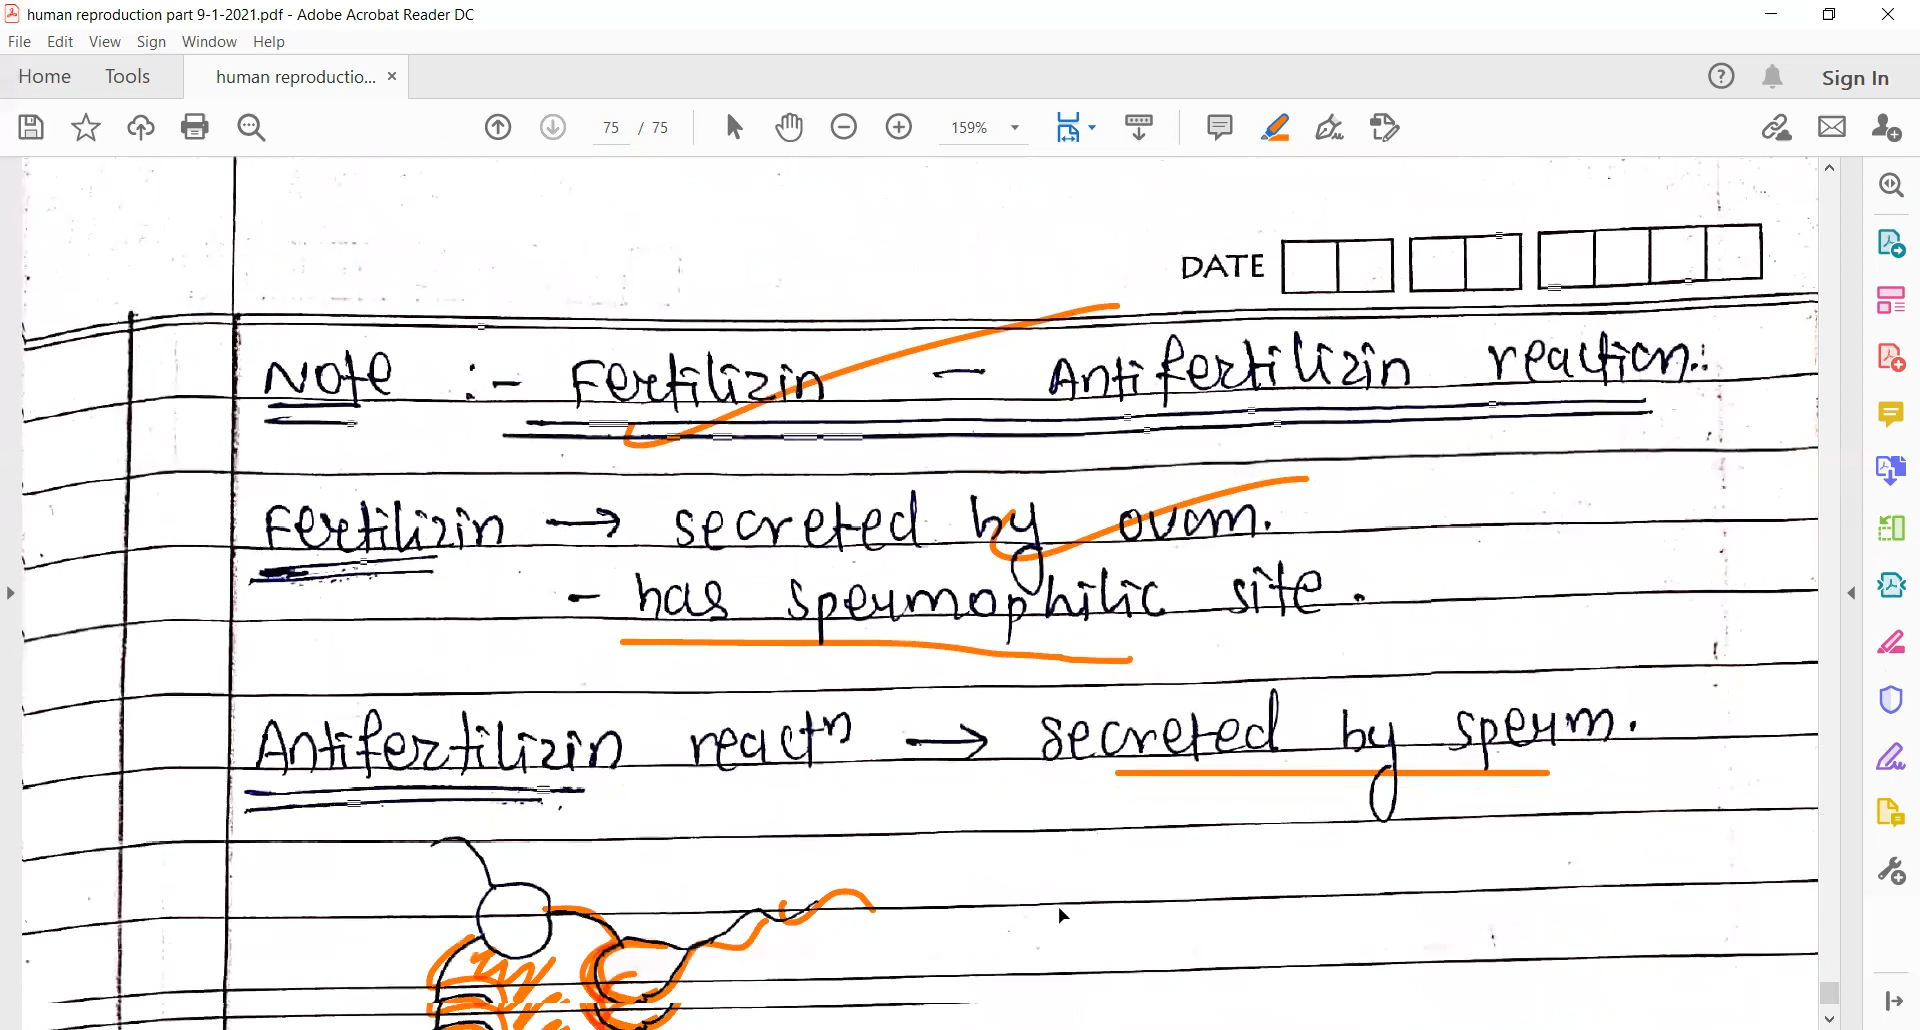 human reproduction part 9-1-2021.pdf - Adobe Acrobat Reader DC
File Edit View Sign Window Help
Home Tools human reproductio... × Sign In
75 / 75 159%
DATE
Note :- Fertilizin - Antifertilizin reaction:
Fertilizin → secreted by ovam.
- has spermophilic site.
Antifertilizin reactn → secreted by sperm.